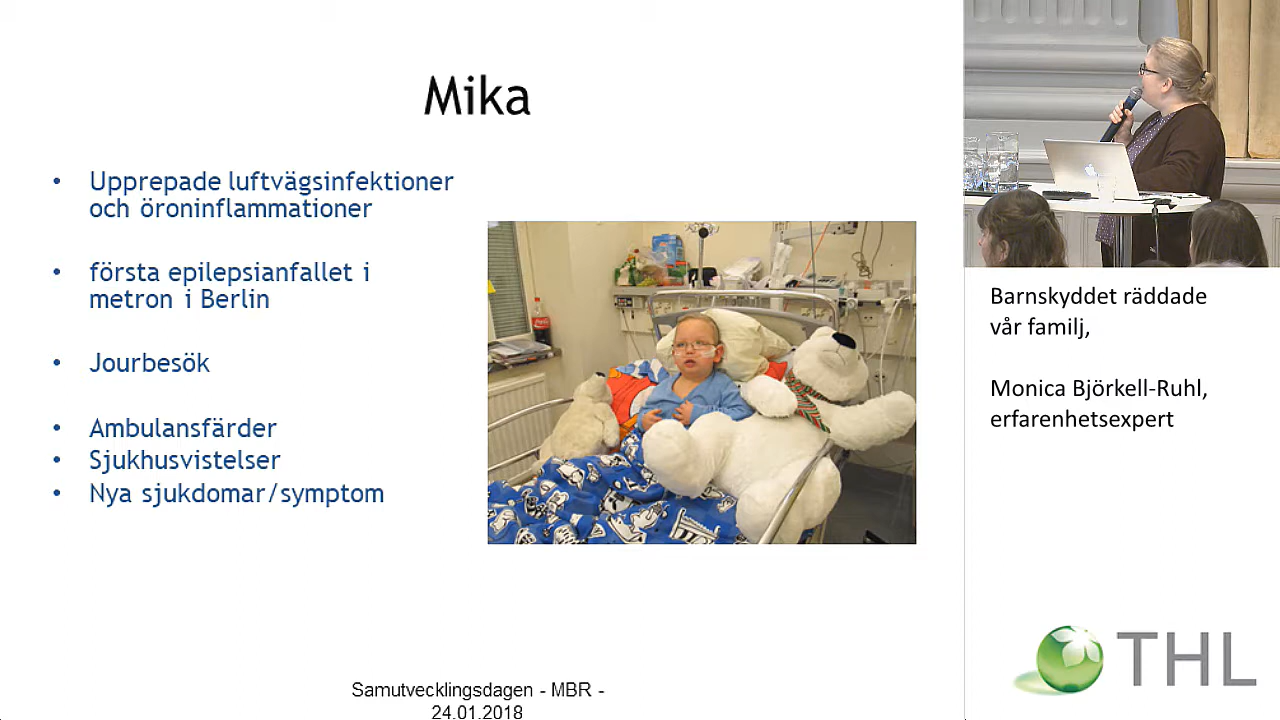 Mika
Upprepade luftvägsinfektioner
och öroninflammationer
första epilepsianfallet i
metron i Berlin
Jourbesök
Ambulansfärder
Sjukhusvistelser
Nya sjukdomar/symptom
Samutvecklingsdagen - MBR -
24.01.2018
Barnskyddet räddade
vår familj,
Monica Björkell-Ruhl,
erfarenhetsexpert
THL